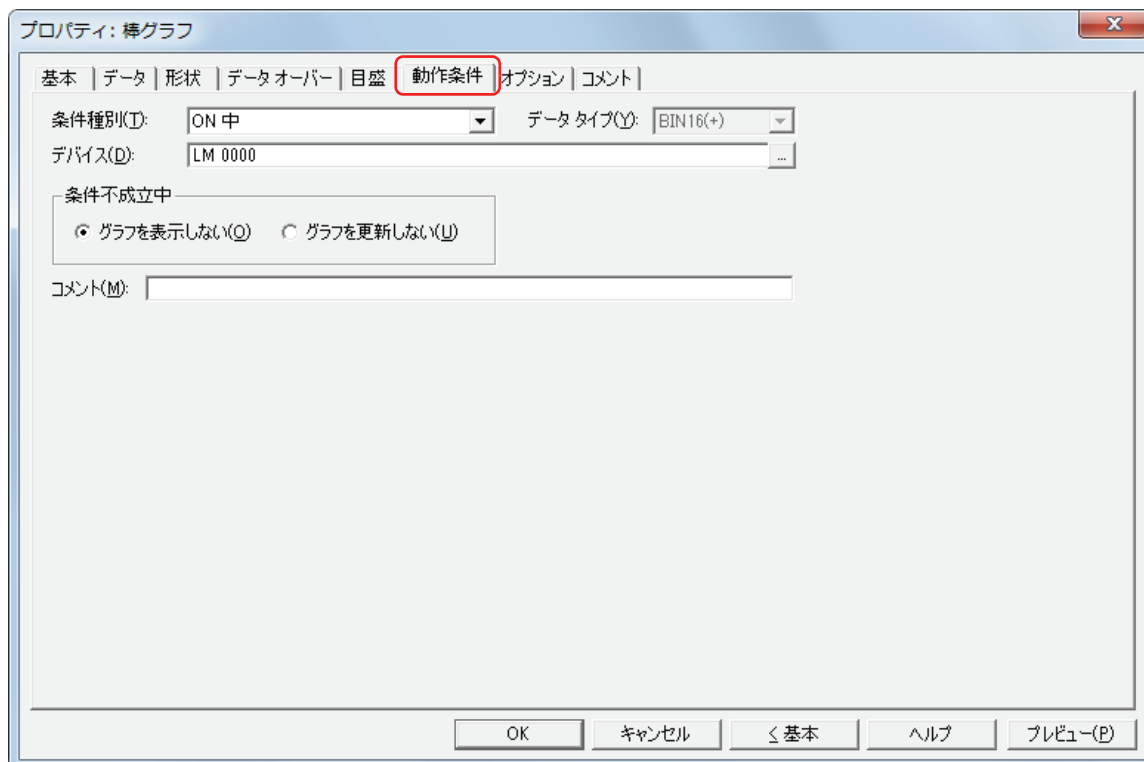 プロパティ: 棒グラフ
基本 データ 形状 データ オーバー 目盛 動作条件 オプション コメント
条件種別(T): ON 中 データ タイプ(Y): BIN16(+)
デバイス(D): LM 0000 ...
条件不成立中
グラフを表示しない(O) グラフを更新しない(U)
コメント(M):
OK キャンセル < 基本 ヘルプ プレビュー(P)